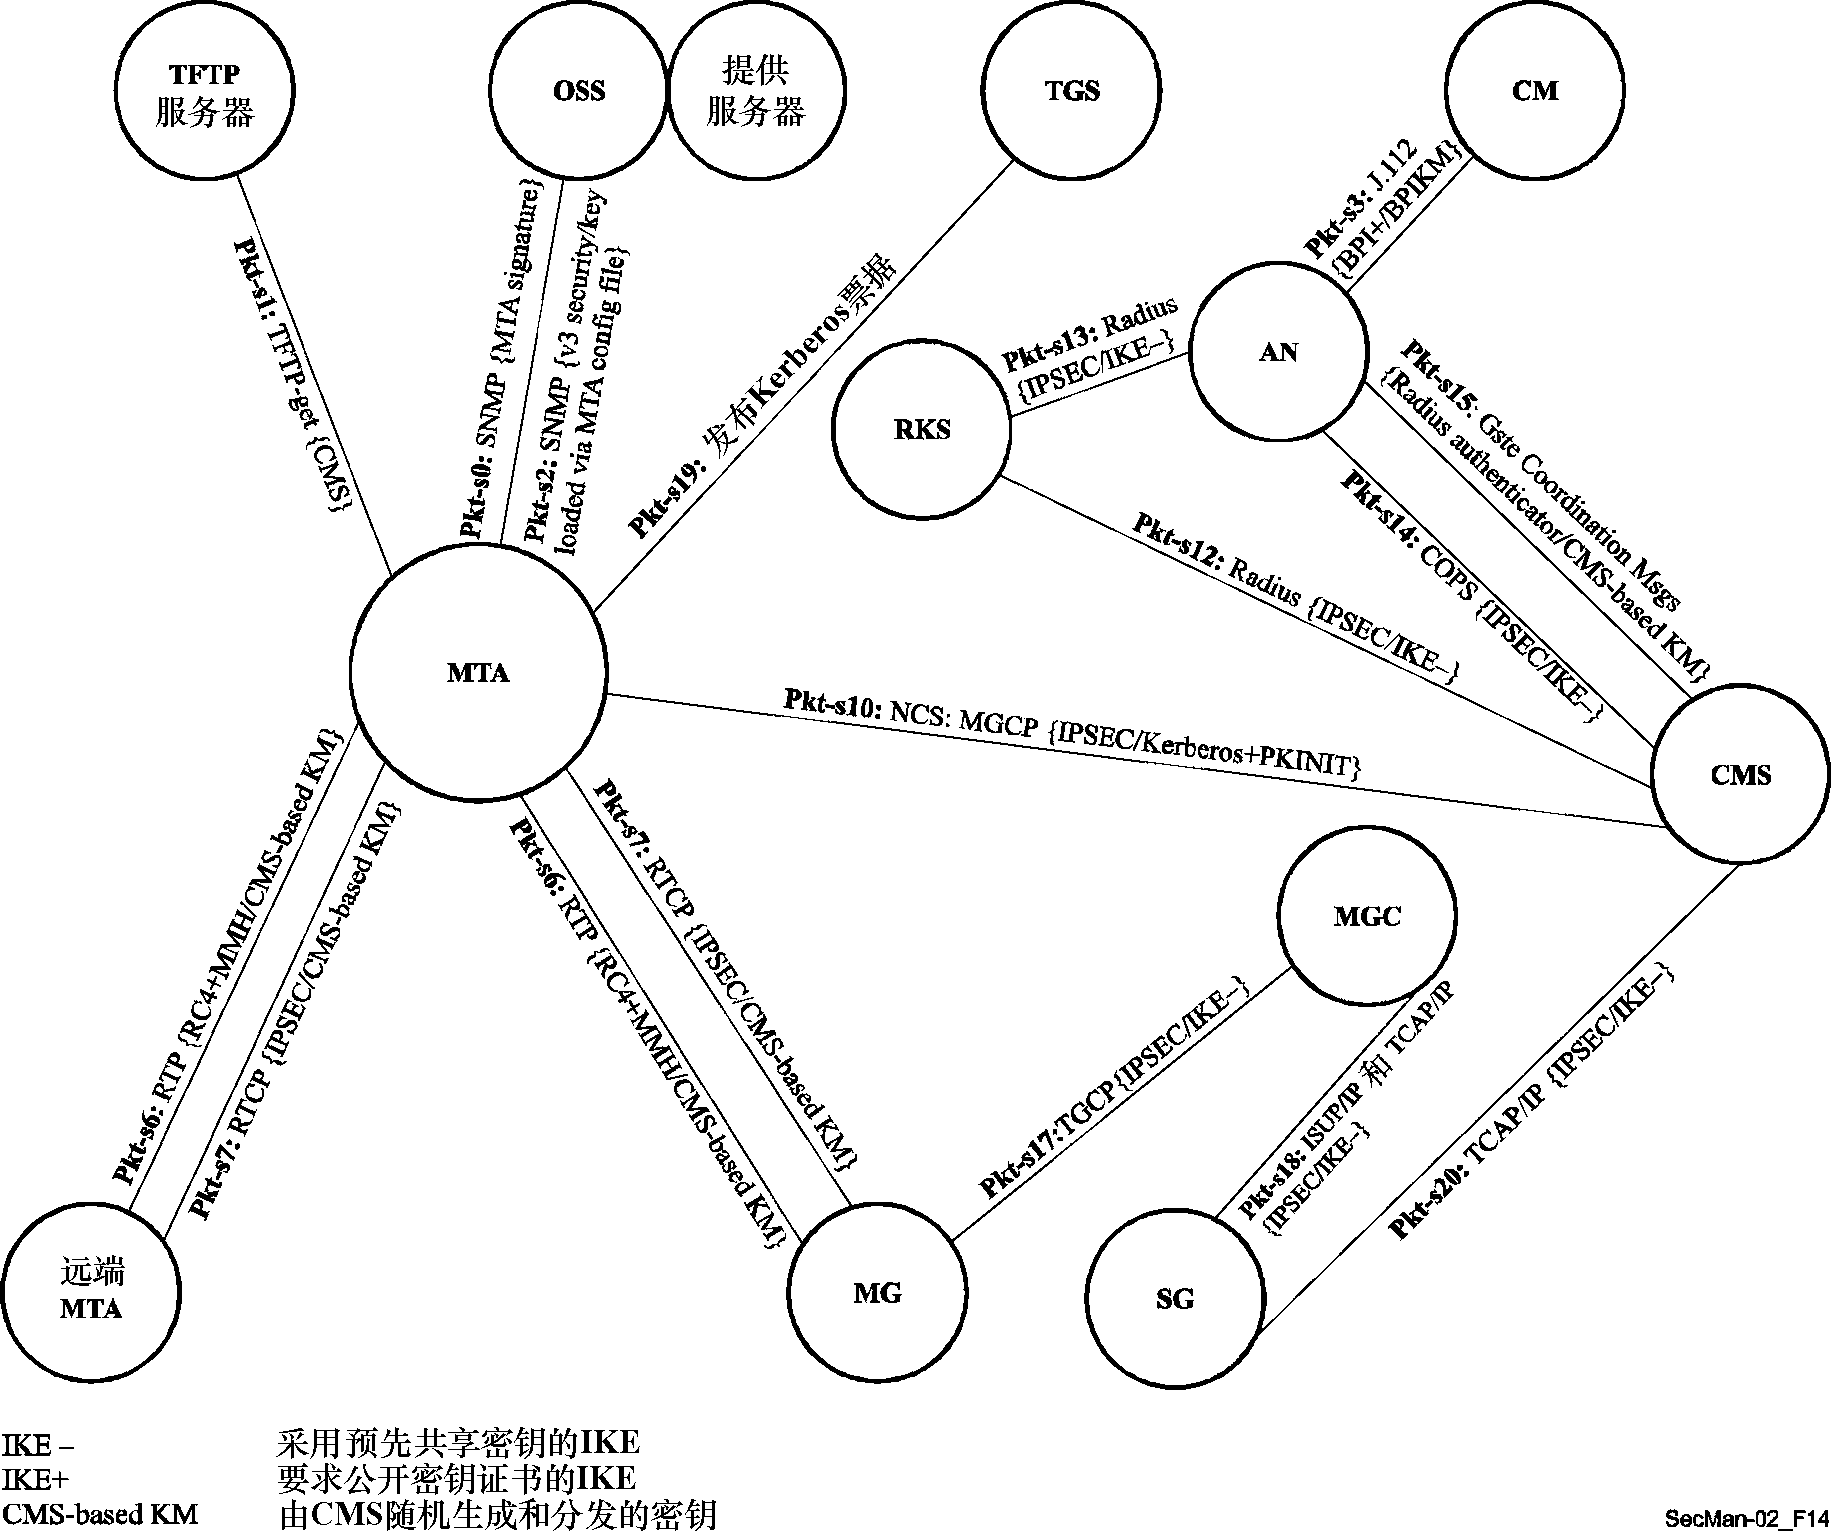 TFTP
服务器
OSS
提供
服务器
TGS
CM
Pkt-s1: TFTP-get {CMS}
Pkt-s0: SNMP {MTA signature}
Pkt-s2: SNMP {v3 security/key
loaded via MTA config file}
Pkt-s19: 发布Kerberos票据
Pkt-s3: J.112
{BPI+/BPIKM}
Pkt-s13: Radius
{IPSEC/IKE–}
AN
RKS
Pkt-s15: Gste Coordination Msgs
{Radius authenticator/CMS-based KM}
Pkt-s14: COPS {IPSEC/IKE–}
Pkt-s12: Radius {IPSEC/IKE–}
MTA
Pkt-s10: NCS: MGCP {IPSEC/Kerberos+PKINIT}
CMS
Pkt-s6: RTP {RC4+MMH/CMS-based KM}
Pkt-s7: RTCP {IPSEC/CMS-based KM}
Pkt-s6: RTP {RC4+MMH/CMS-based KM}
Pkt-s7: RTCP {IPSEC/CMS-based KM}
MGC
Pkt-s17:TGCP{IPSEC/IKE–}
Pkt-s18: ISUP/IP 和 TCAP/IP
{IPSEC/IKE–}
Pkt-s20: TCAP/IP {IPSEC/IKE–}
远端
MTA
MG
SG
IKE – 采用预先共享密钥的IKE
IKE+ 要求公开密钥证书的IKE
CMS-based KM 由CMS随机生成和分发的密钥
SecMan-02_F14